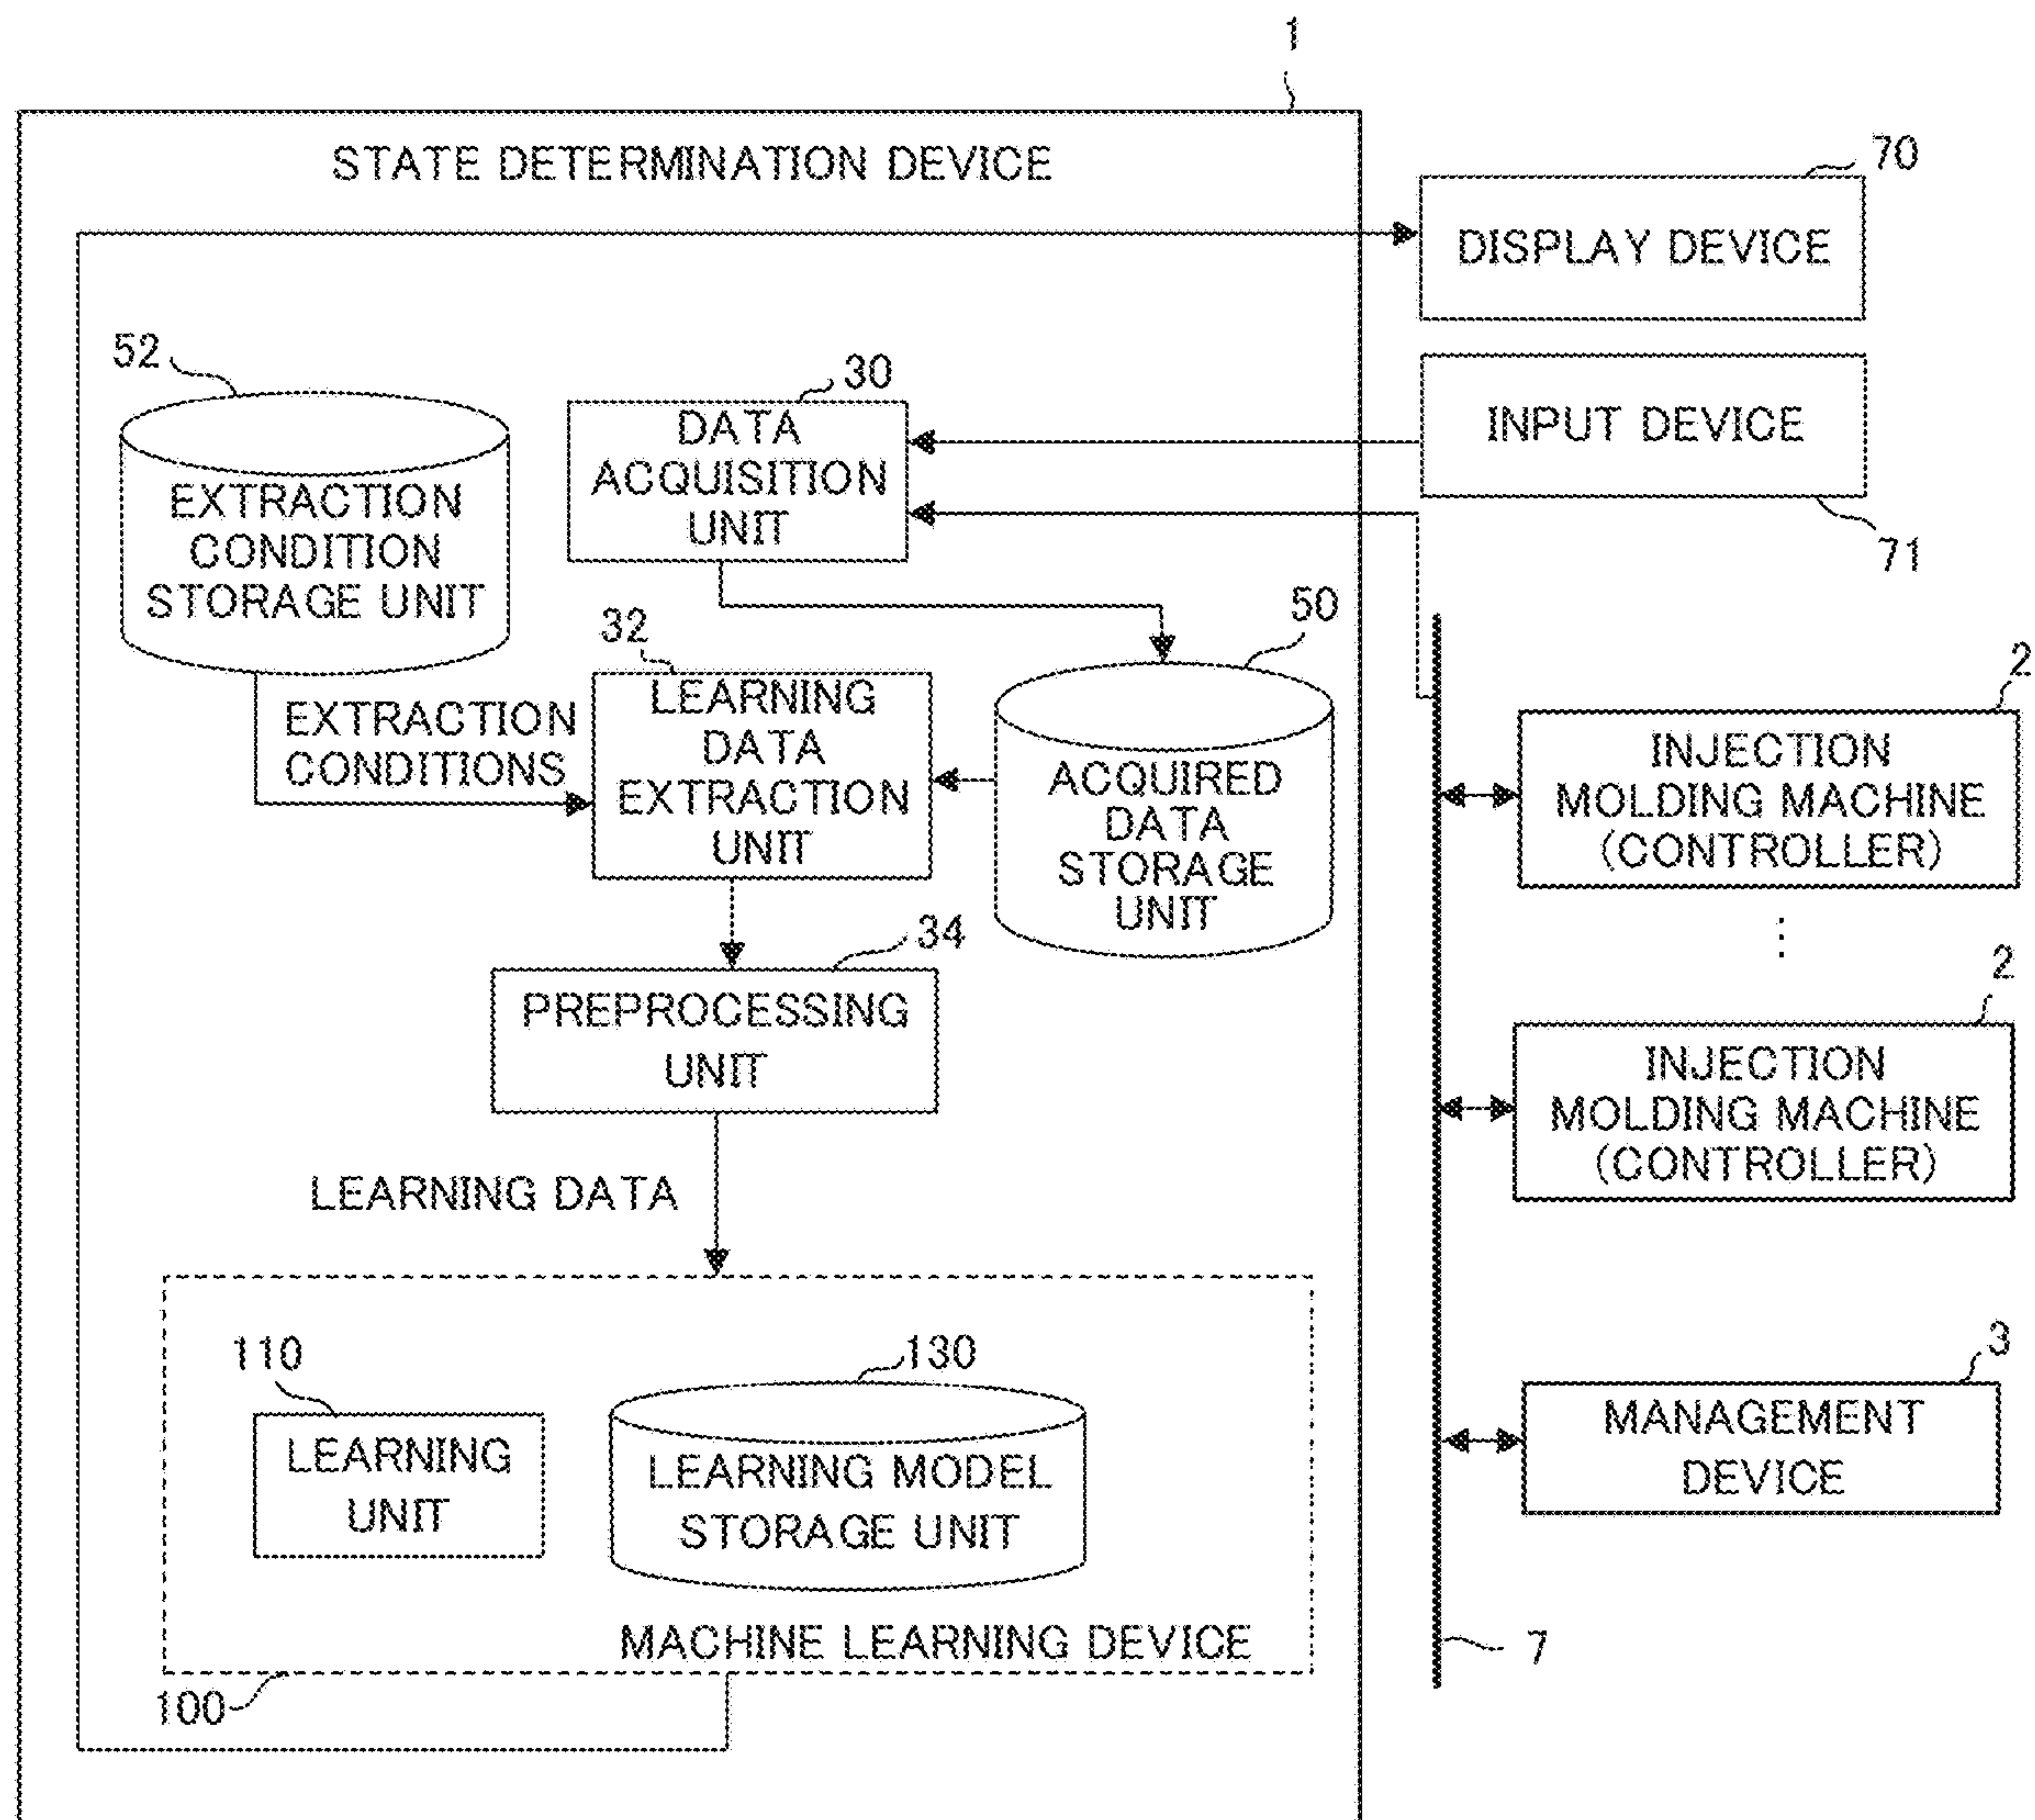 1
STATE DETERMINATION DEVICE
70
DISPLAY DEVICE
52
30
DATA
ACQUISITION
UNIT
INPUT DEVICE
71
EXTRACTION
CONDITION
STORAGE UNIT
32
50
EXTRACTION
CONDITIONS
LEARNING
DATA
EXTRACTION
UNIT
ACQUIRED
DATA
STORAGE
UNIT
2
INJECTION
MOLDING MACHINE
(CONTROLLER)
34
PREPROCESSING
UNIT
2
INJECTION
MOLDING MACHINE
(CONTROLLER)
LEARNING DATA
110
LEARNING
UNIT
130
LEARNING MODEL
STORAGE UNIT
3
MANAGEMENT
DEVICE
MACHINE LEARNING DEVICE
100
7